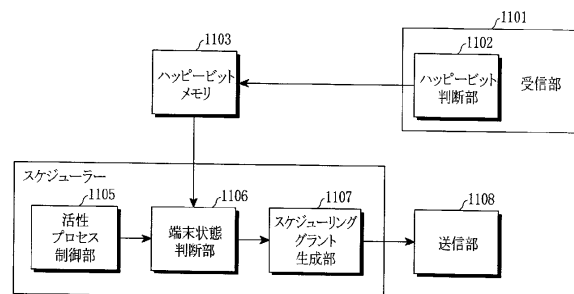 1101
1103
1102
ハッピービット
メモリ
ハッピービット
判断部
受信部
スケジューラー
1105
1106
1107
1108
活性
プロセス
制御部
端末状態
判断部
スケジューリング
グラント
生成部
送信部